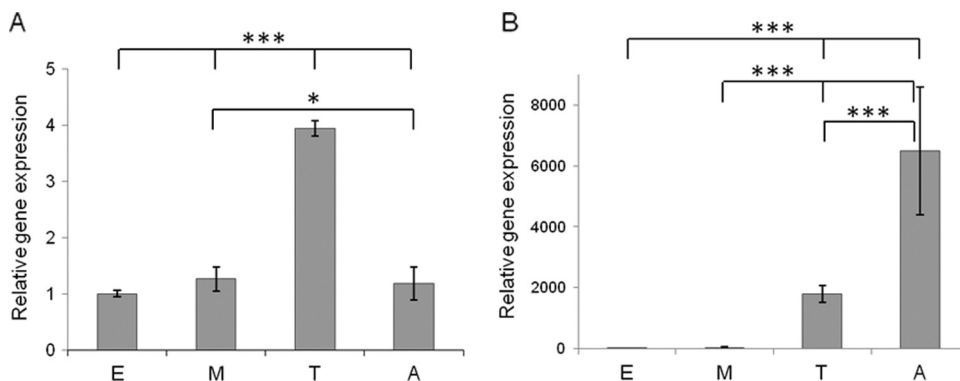 A
***
*
Relative gene expression
5
4
3
2
1
0
E M T A
B
***
***
***
Relative gene expression
8000
6000
4000
2000
0
E M T A